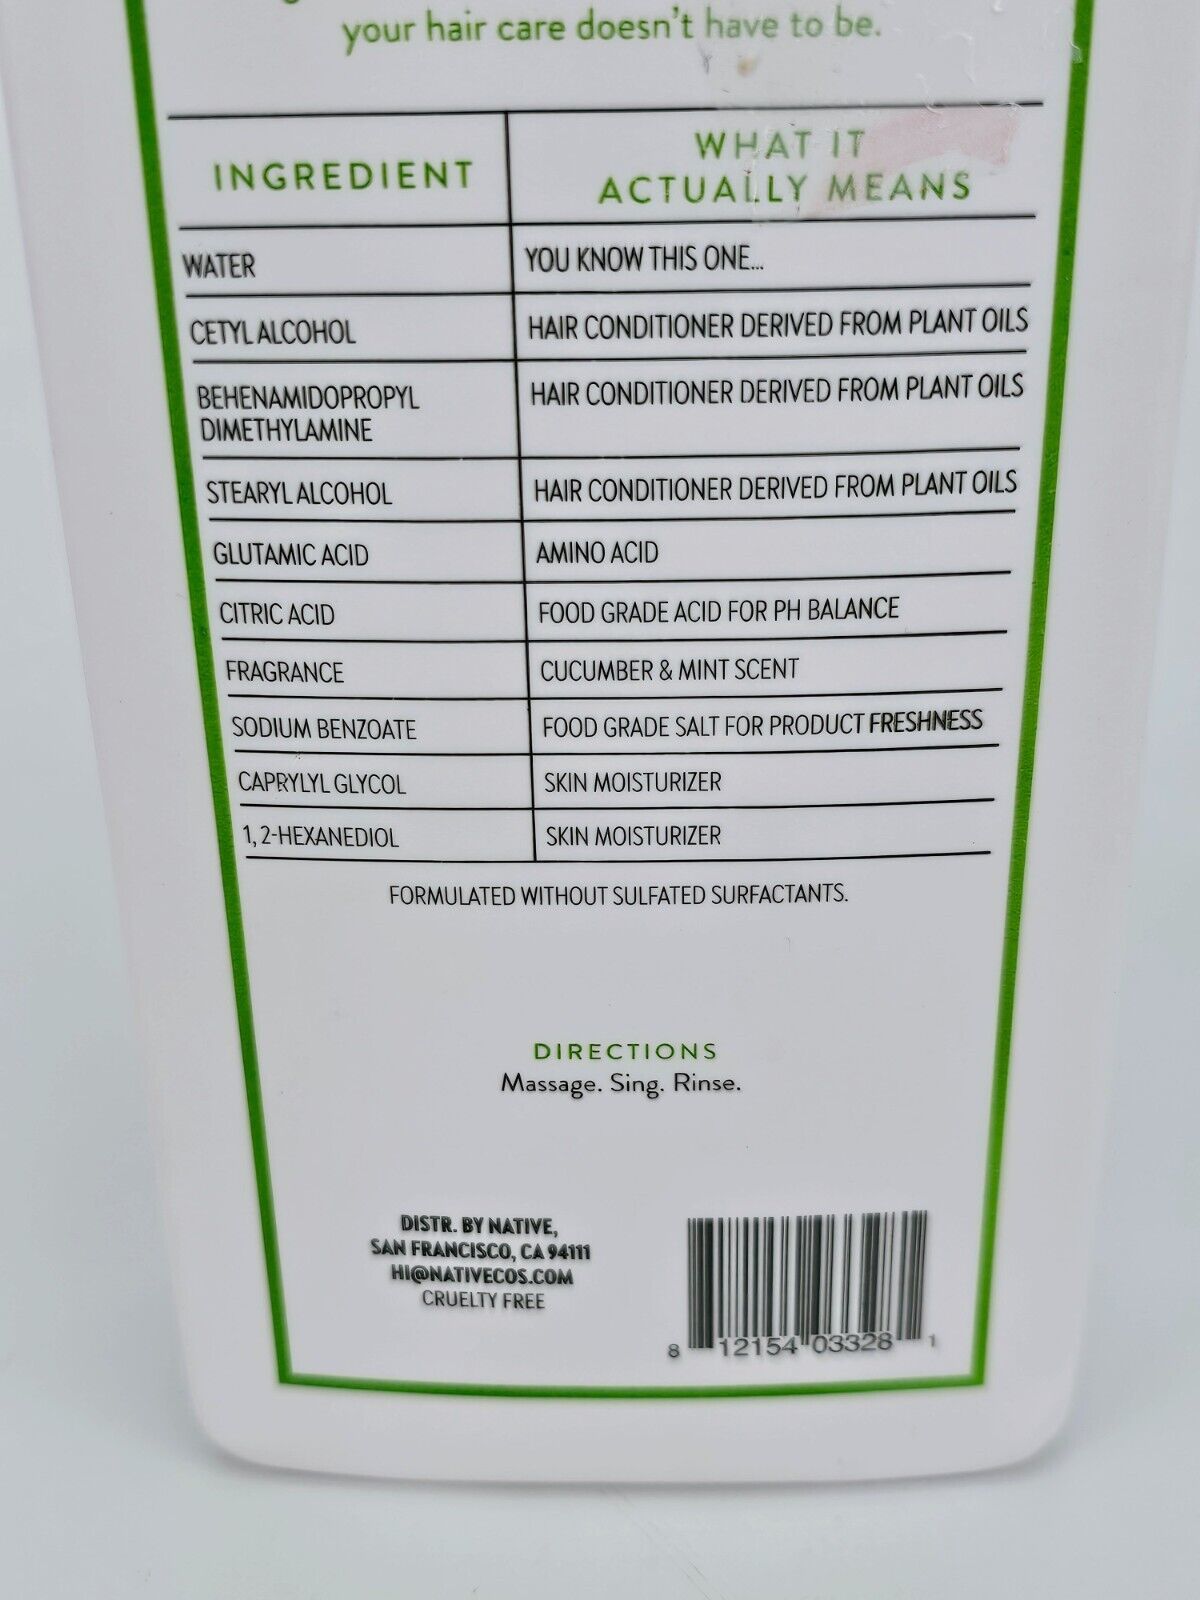 your hair care doesn't have to be.
INGREDIENT
WHAT IT
ACTUALLY MEANS
WATER
YOU KNOW THIS ONE...
CETYL ALCOHOL
HAIR CONDITIONER DERIVED FROM PLANT OILS
BEHENAMIDOPROPYL
DIMETHYLAMINE
HAIR CONDITIONER DERIVED FROM PLANT OILS
STEARYL ALCOHOL
HAIR CONDITIONER DERIVED FROM PLANT OILS
GLUTAMIC ACID
AMINO ACID
CITRIC ACID
FOOD GRADE ACID FOR PH BALANCE
FRAGRANCE
CUCUMBER & MINT SCENT
SODIUM BENZOATE
FOOD GRADE SALT FOR PRODUCT FRESHNESS
CAPRYLYL GLYCOL
SKIN MOISTURIZER
1, 2-HEXANEDIOL
SKIN MOISTURIZER
FORMULATED WITHOUT SULFATED SURFACTANTS.
DIRECTIONS
Massage. Sing. Rinse.
DISTR. BY NATIVE,
SAN FRANCISCO, CA 94111
HI@NATIVECOS.COM
CRUELTY FREE
8 12154 03328 1